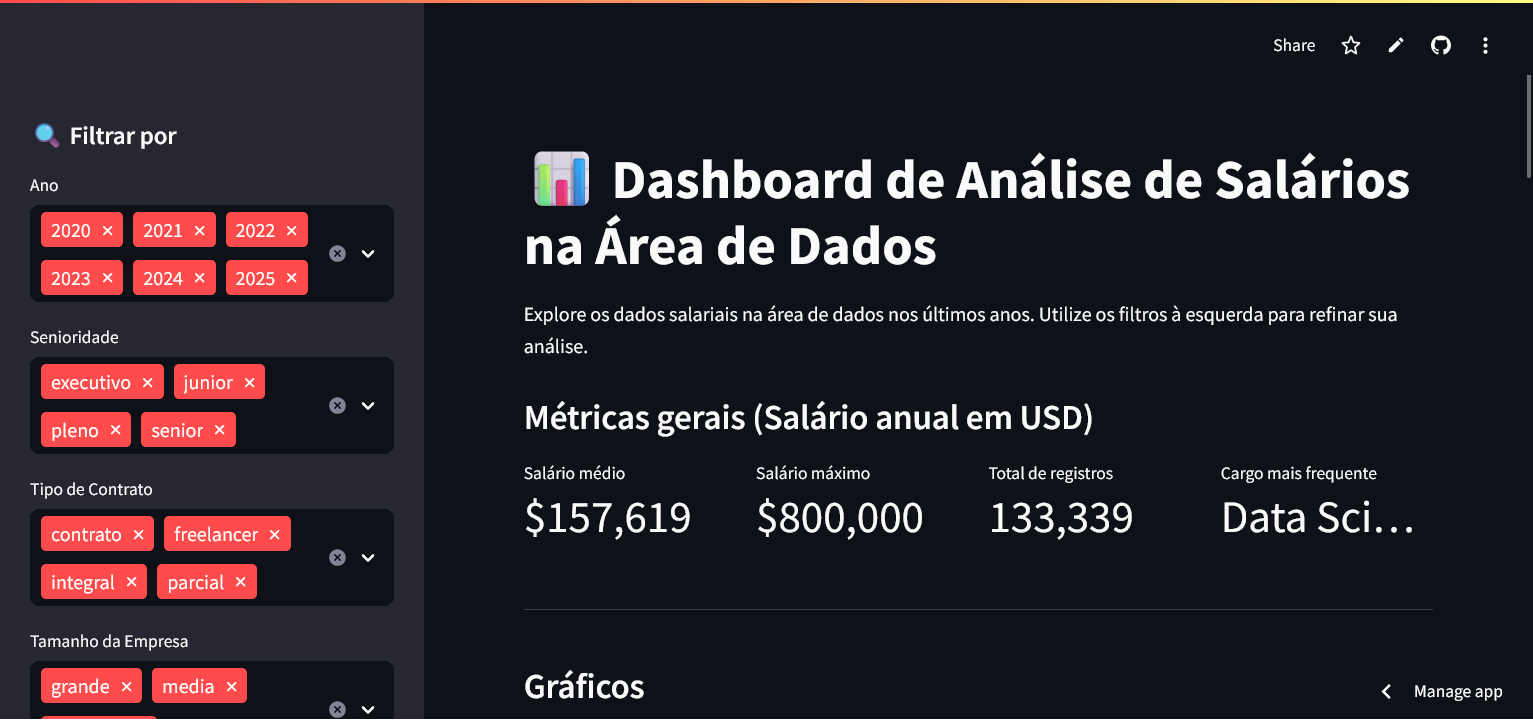 Share
Filtrar por
Ano
2020 2021 2022
2023 2024 2025
Senioridade
executivo junior
pleno senior
Tipo de Contrato
contrato freelancer
integral parcial
Tamanho da Empresa
grande media
Dashboard de Análise de Salários
na Área de Dados
Explore os dados salariais na área de dados nos últimos anos. Utilize os filtros à esquerda para refinar sua
análise.
Métricas gerais (Salário anual em USD)
Salário médio
$157,619
Salário máximo
$800,000
Total de registros
133,339
Cargo mais frequente
Data Sci…
Gráficos
Manage app